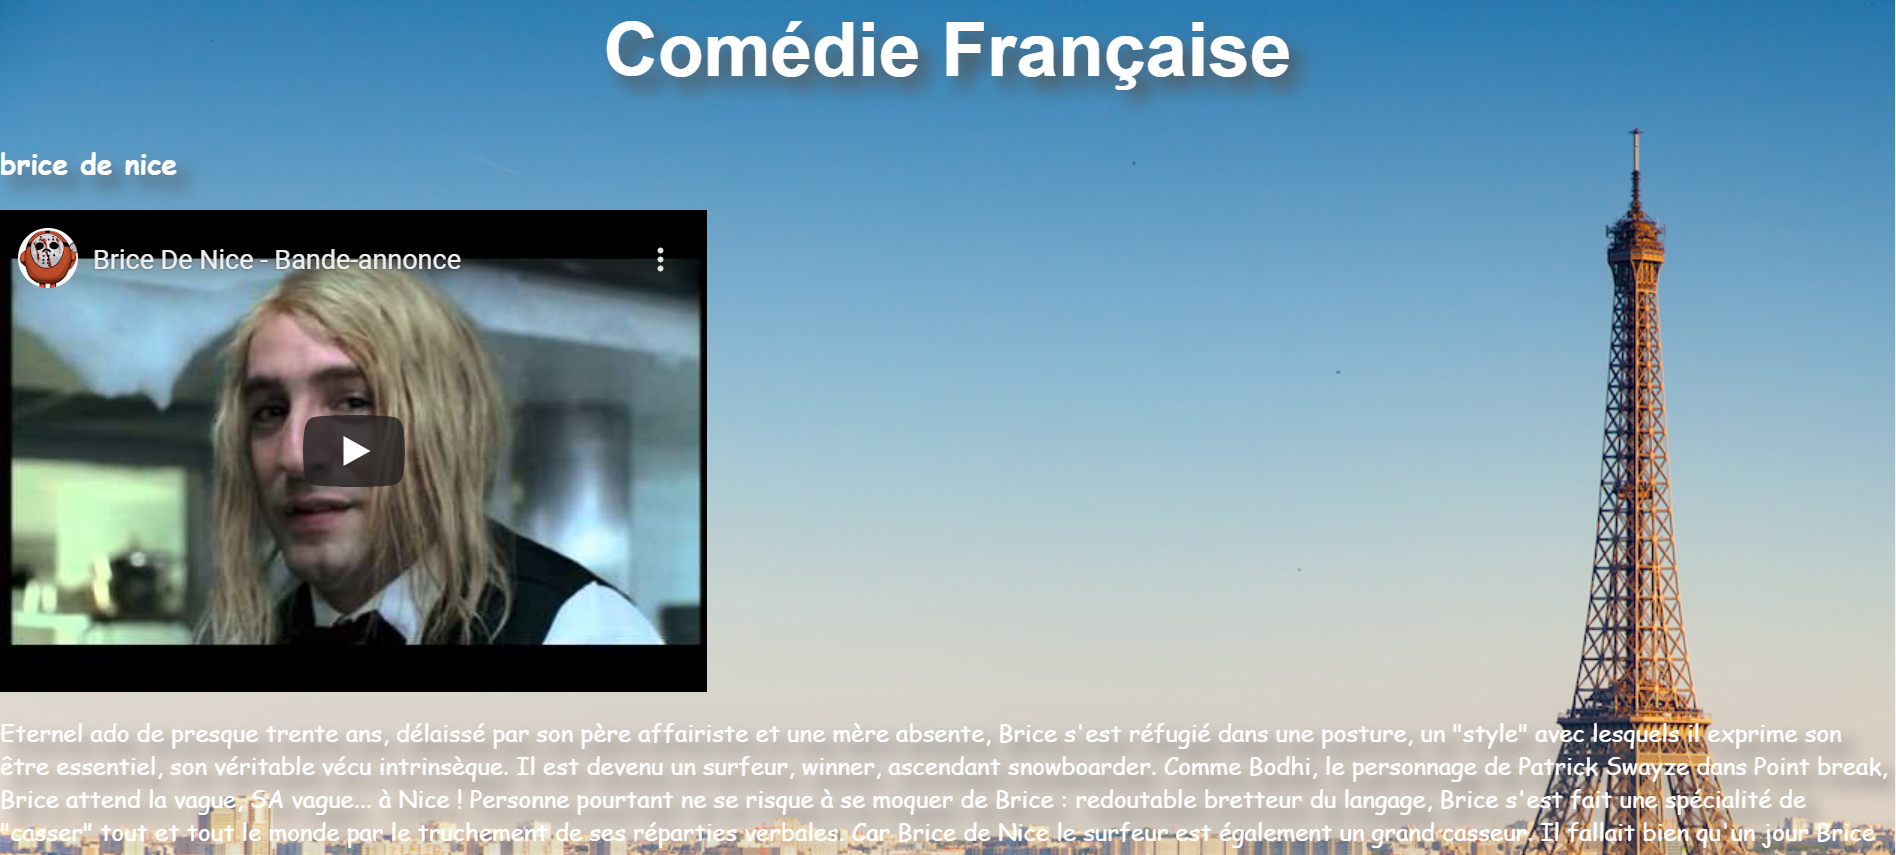 Comédie Française
brice de nice
Brice De Nice - Bande-annonce
Eternel ado de presque trente ans, délaissé par son père affairiste et une mère absente, Brice s'est réfugié dans une posture, un "style" avec lesquels il exprime son
être essentiel, son véritable vécu intrinsèque. Il est devenu un surfeur, winner, ascendant snowboarder. Comme Bodhi, le personnage de Patrick Swayze dans Point break,
Brice attend la vague, SA vague... à Nice ! Personne pourtant ne se risque à se moquer de Brice : redoutable bretteur du langage, Brice s'est fait une spécialité de
"casser" tout et tout le monde par le truchement de ses réparties verbales. Car Brice de Nice le surfeur est également un grand casseur. Il fallait bien qu'un jour Brice